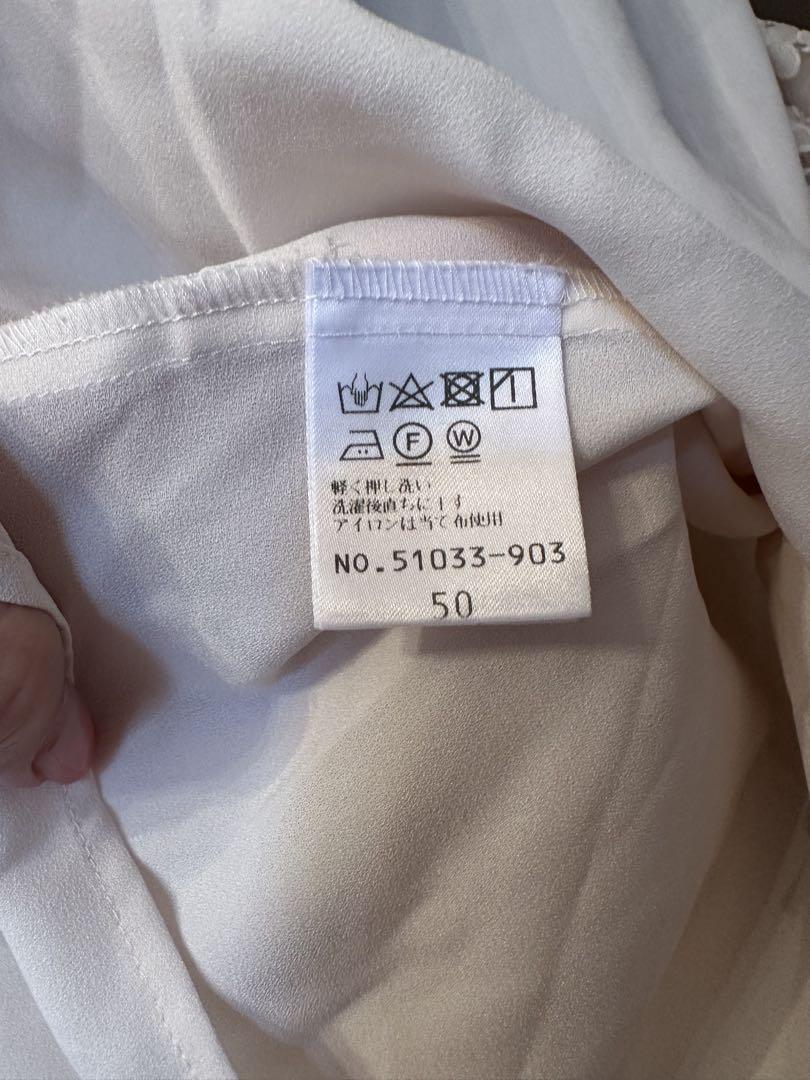 F W
軽く押し洗い
洗濯後直ちに干す
アイロンは当て布使用
NO.51033-903
50